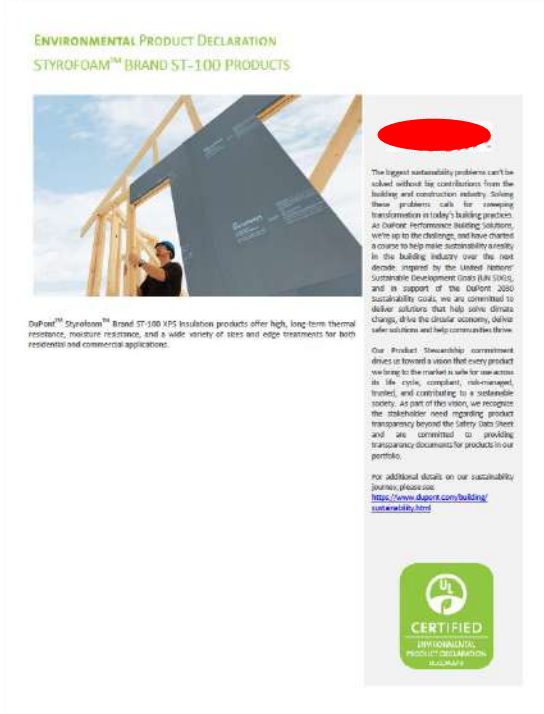 ENVIRONMENTAL PRODUCT DECLARATION
STYROFOAM™ BRAND ST-100 PRODUCTS
DuPont™ Styrofoam™ Brand ST-100 XPS insulation products offer high, long-term thermal
resistance, moisture resistance, and a wide variety of sizes and edge treatments for both
residential and commercial applications.
The biggest sustainability problems can't be
solved without big contributions from the
building and construction industry. Solving
these problems calls for sweeping
transformation in today's building practices.
At DuPont Performance Building Solutions,
we're up to the challenge, and have charted
a course to help make sustainability a reality
in the building industry over the next
decade. Inspired by the United Nations'
Sustainable Development Goals (UN SDGs),
and in support of the DuPont 2030
Sustainability Goals, we are committed to
deliver solutions that help solve climate
change, drive the circular economy, deliver
safer solutions and help communities thrive.
Our Product Stewardship commitment
drives us toward a vision that every product
we bring to the market is safe for use across
its life cycle, compliant, risk-managed,
trusted, and contributing to a sustainable
society. As part of this vision, we recognize
the stakeholder need regarding product
transparency beyond the Safety Data Sheet
and are committed to providing
transparency documents for products in our
portfolio.
For additional details on our sustainability
journey, please see:
https://www.dupont.com/building/
sustainability.html
UL
CERTIFIED
ENVIRONMENTAL
PRODUCT DECLARATION